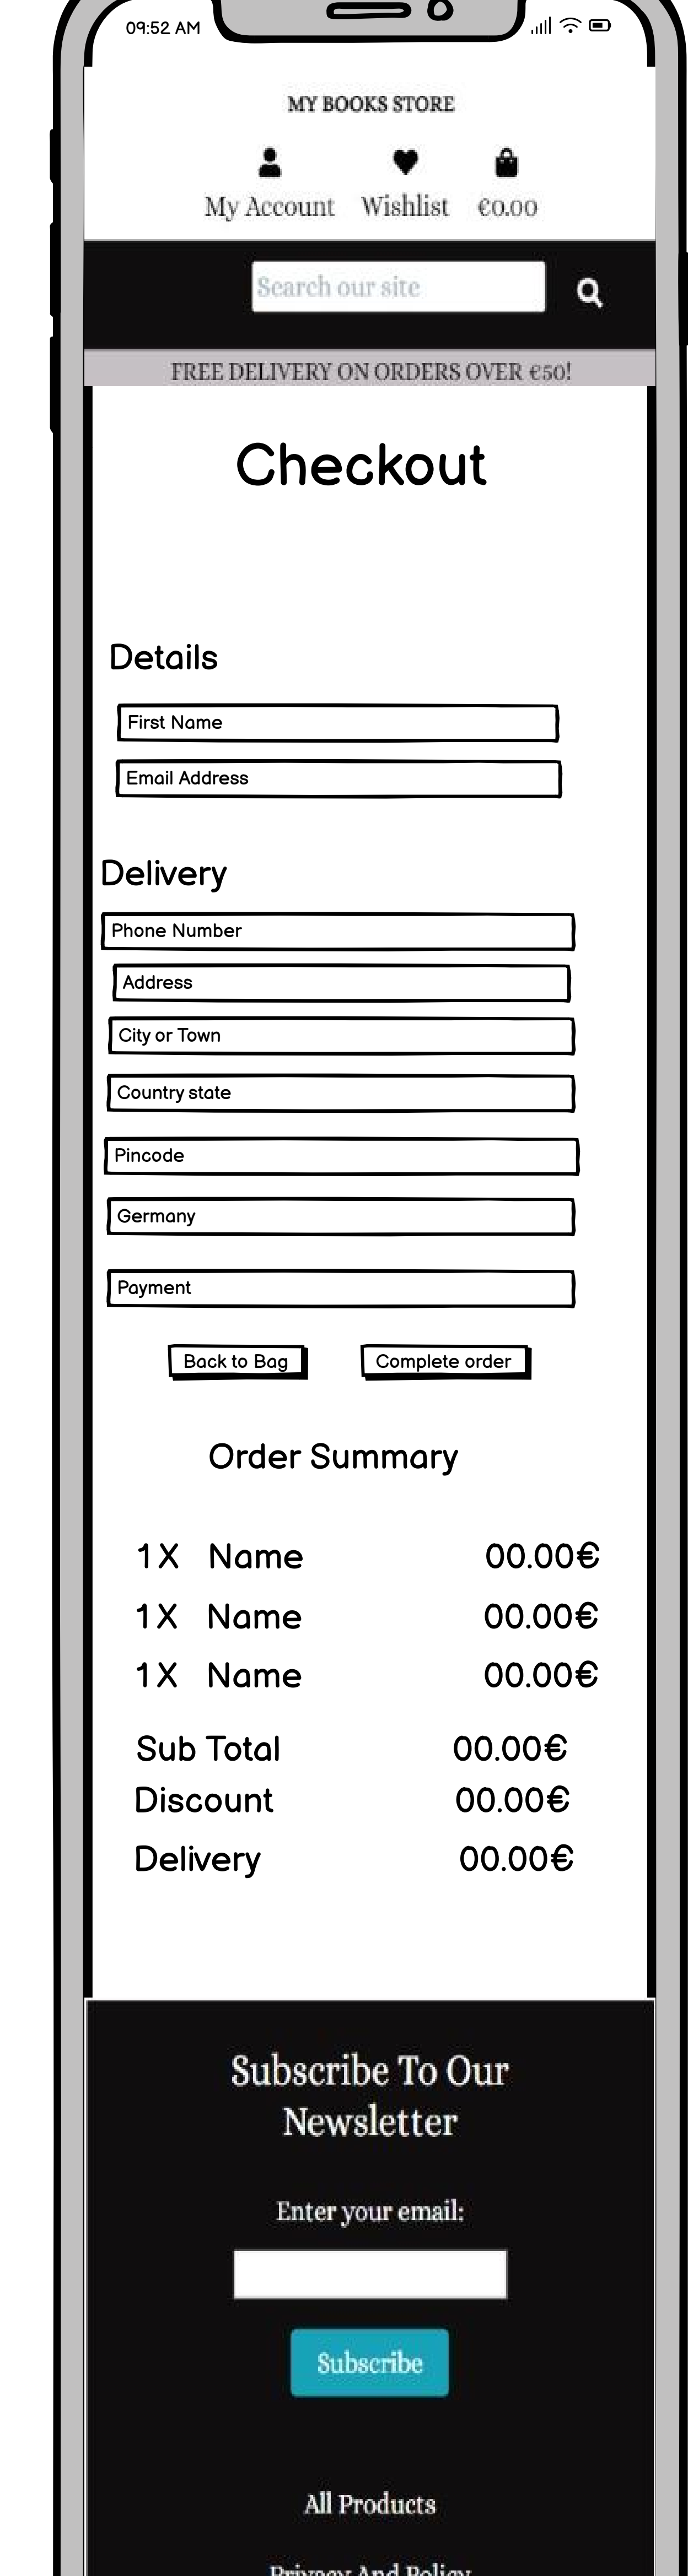 09:52 AM
MY BOOKS STORE
My Account Wishlist €0.00
Search our site
FREE DELIVERY ON ORDERS OVER €50!
Checkout
Details
First Name
Email Address
Delivery
Phone Number
Address
City or Town
Country state
Pincode
Germany
Payment
Back to Bag Complete order
Order Summary
1X Name 00.00€
1X Name 00.00€
1X Name 00.00€
Sub Total 00.00€
Discount 00.00€
Delivery 00.00€
Subscribe To Our
Newsletter
Enter your email:
Subscribe
All Products
Privacy And Policy